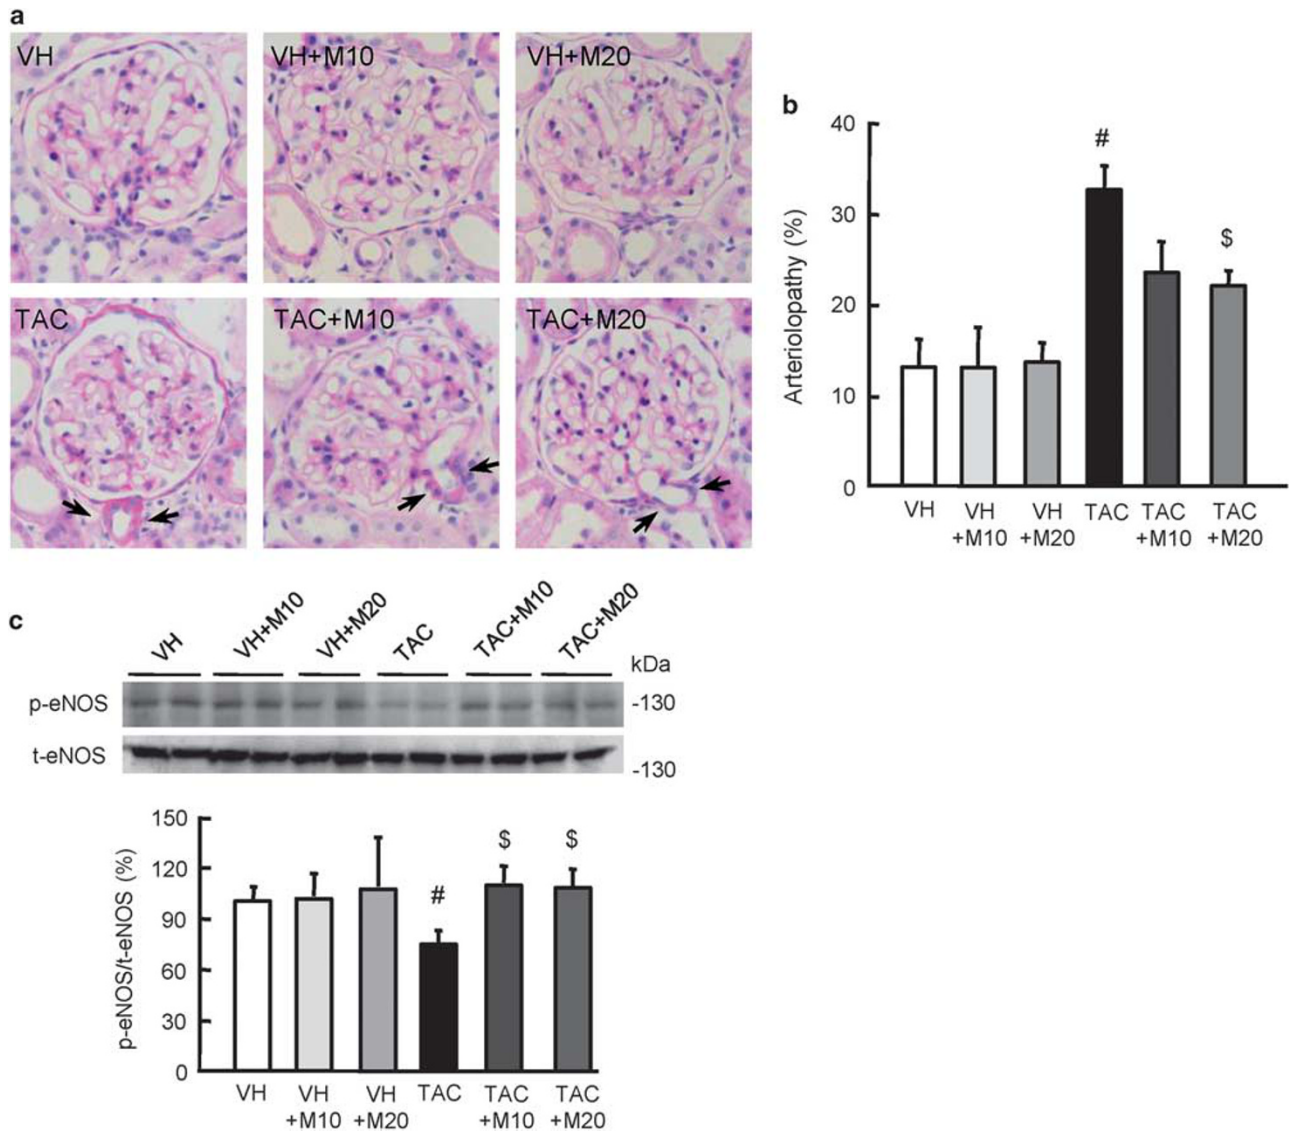 a
VH
VH+M10
VH+M20
TAC
TAC+M10
TAC+M20
b
Arteriolopathy (%)
40
30
20
10
0
#
$
VH
VH
+M10
VH
+M20
TAC
TAC
+M10
TAC
+M20
c
VH
VH+M10
VH+M20
TAC
TAC+M10
TAC+M20
kDa
p-eNOS
-130
t-eNOS
-130
p-eNOS/t-eNOS (%)
150
120
90
60
30
0
#
$
$
VH
VH
+M10
VH
+M20
TAC
TAC
+M10
TAC
+M20